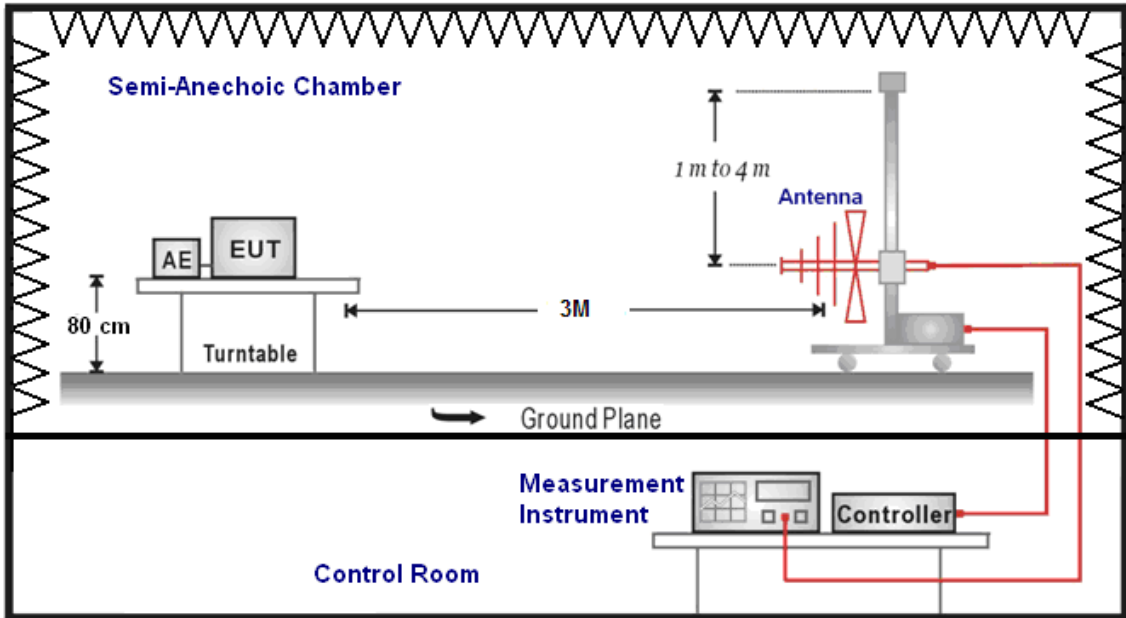 Semi-Anechoic Chamber
1 m to 4 m
Antenna
AE
EUT
80 cm
3M
Turntable
Ground Plane
Measurement
Instrument
Controller
Control Room